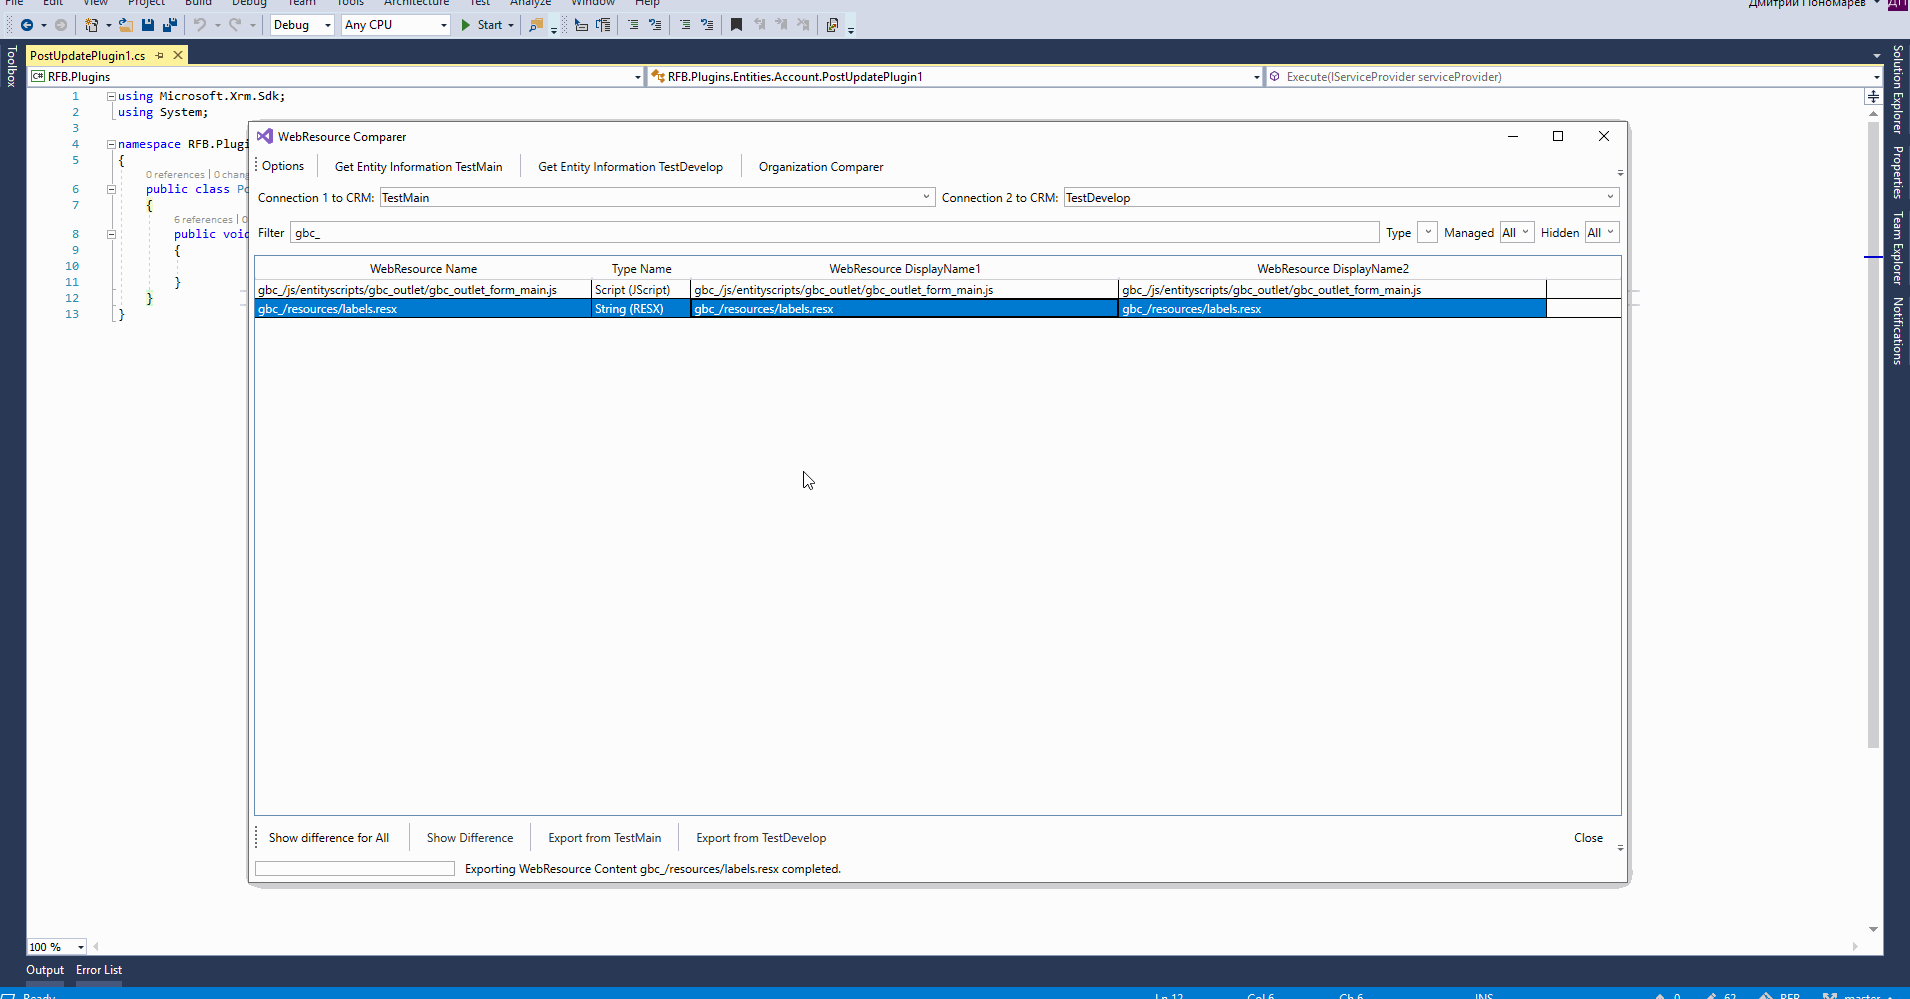 File Edit View Project Build Debug Team Tools Architecture Test Analyze Window Help
Дмитрий Пономарев ДП
Debug Any CPU Start
Toolbox
PostUpdatePlugin1.cs
RFB.Plugins RFB.Plugins.Entities.Account.PostUpdatePlugin1 Execute(IServiceProvider serviceProvider)
1 using Microsoft.Xrm.Sdk;
2 using System;
3
4 namespace RFB.Plugi
5 {
0 references | 0 chang
6 public class Po
7 {
6 references | 0
8 public void
9 {
10
11 }
12 }
13 }
WebResource Comparer
Options Get Entity Information TestMain Get Entity Information TestDevelop Organization Comparer
Connection 1 to CRM: TestMain Connection 2 to CRM: TestDevelop
Filter gbc_ Type Managed All Hidden All
WebResource Name Type Name WebResource DisplayName1 WebResource DisplayName2
gbc_/js/entityscripts/gbc_outlet/gbc_outlet_form_main.js Script (JScript) gbc_/js/entityscripts/gbc_outlet/gbc_outlet_form_main.js gbc_/js/entityscripts/gbc_outlet/gbc_outlet_form_main.js
gbc_/resources/labels.resx String (RESX) gbc_/resources/labels.resx gbc_/resources/labels.resx
Show difference for All Show Difference Export from TestMain Export from TestDevelop Close
Exporting WebResource Content gbc_/resources/labels.resx completed.
Solution Explorer
Properties
Team Explorer
Notifications
100 %
Output Error List
Ready Ln 12 Col 6 Ch 6 INS 0 62 RFB master